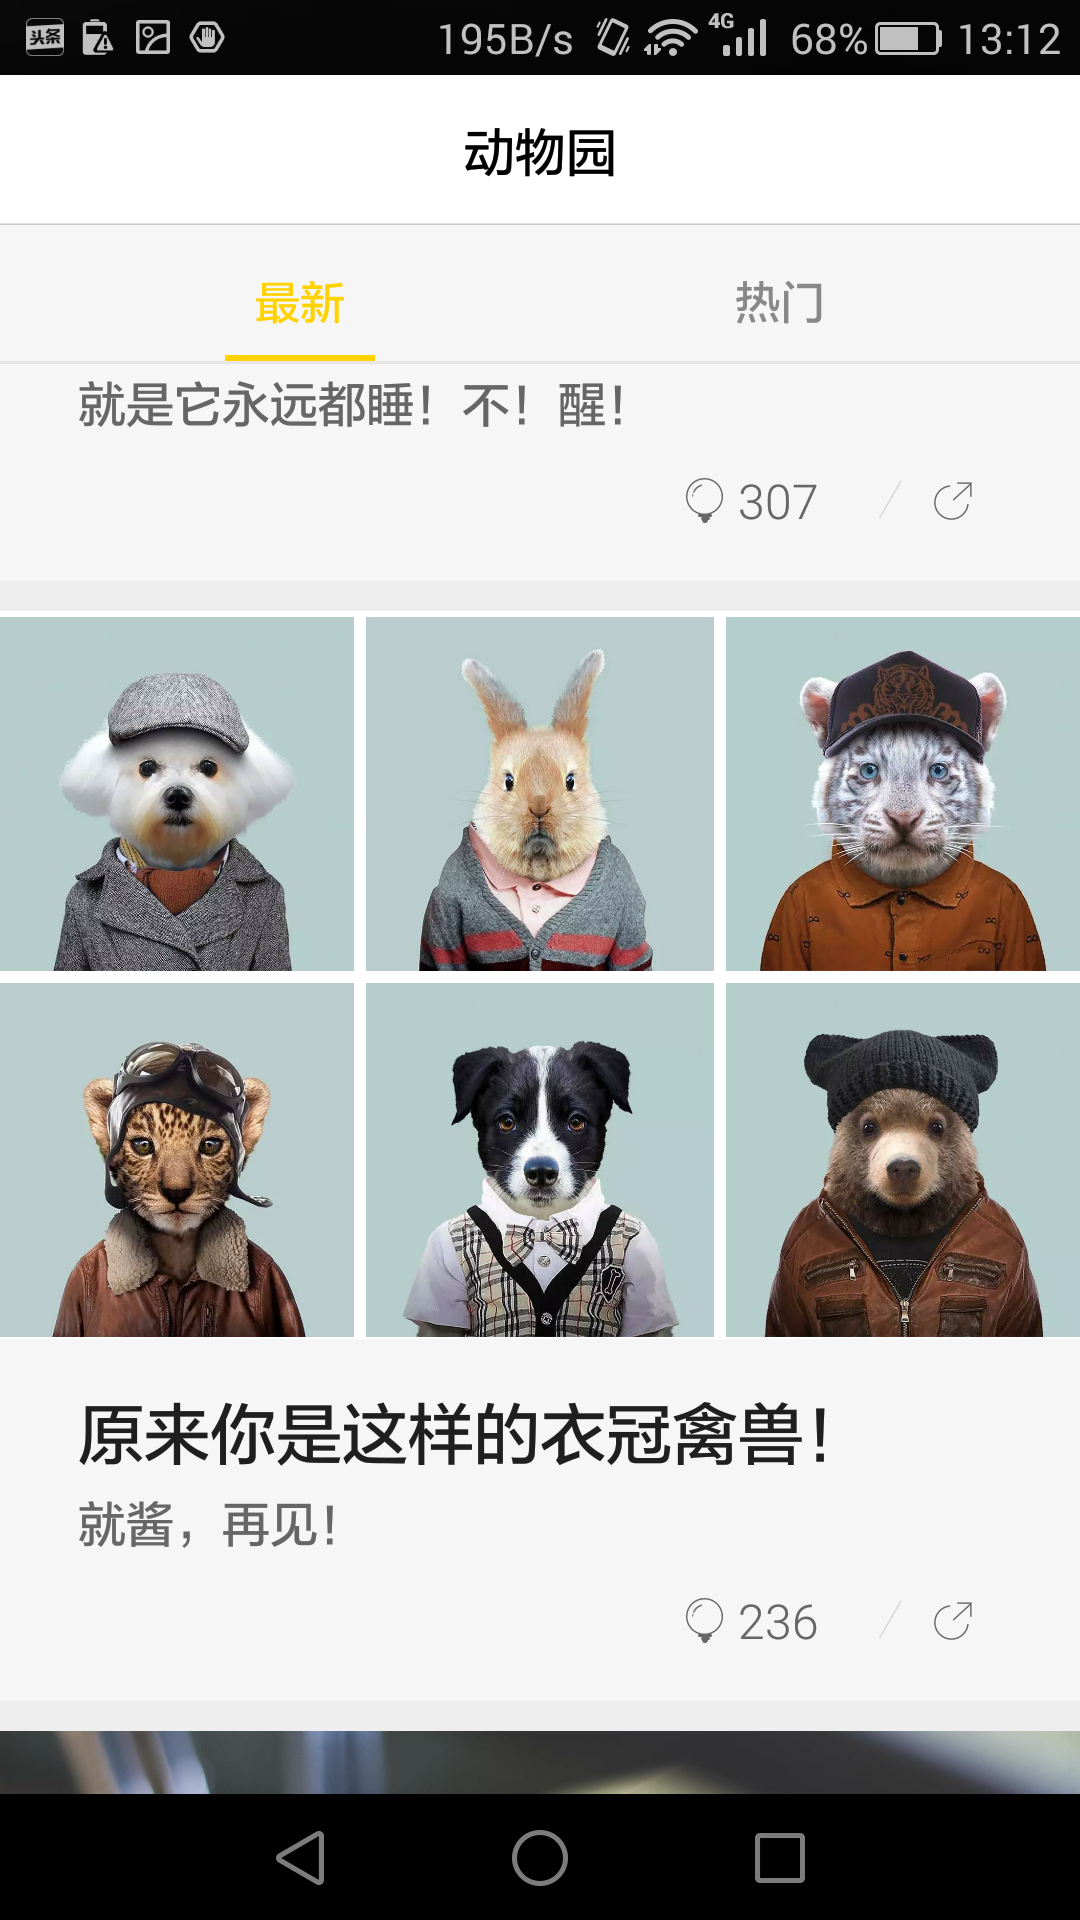 头条
195B/s
4G
68%
13:12
动物园
最新
热门
就是它永远都睡！不！醒！
307
原来你是这样的衣冠禽兽！
就酱，再见！
236